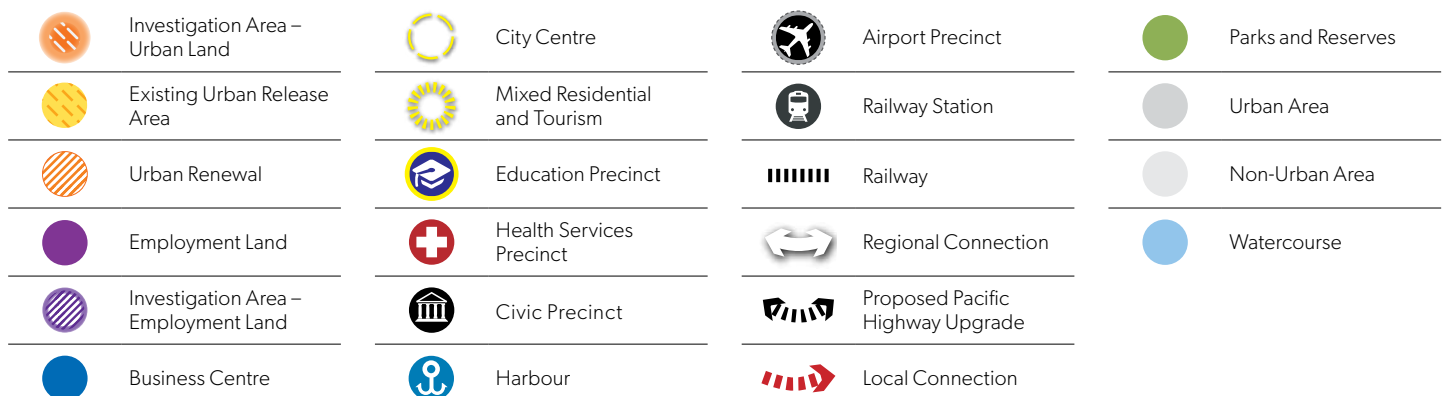 Investigation Area –
Urban Land
Existing Urban Release
Area
Urban Renewal
Employment Land
Investigation Area –
Employment Land
Business Centre
City Centre
Mixed Residential
and Tourism
Education Precinct
Health Services
Precinct
Civic Precinct
Harbour
Airport Precinct
Railway Station
Railway
Regional Connection
Proposed Pacific
Highway Upgrade
Local Connection
Parks and Reserves
Urban Area
Non-Urban Area
Watercourse